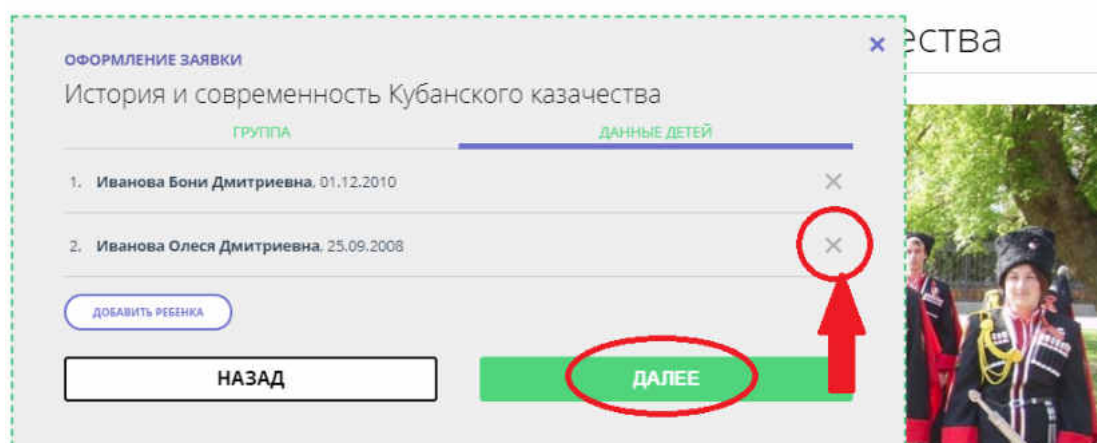 ества
ОФОРМЛЕНИЕ ЗАЯВКИ
История и современность Кубанского казачества
ГРУППА ДАННЫЕ ДЕТЕЙ
1. Иванова Бони Дмитриевна, 01.12.2010
2. Иванова Олеся Дмитриевна, 25.09.2008
ДОБАВИТЬ РЕБЕНКА
НАЗАД ДАЛЕЕ